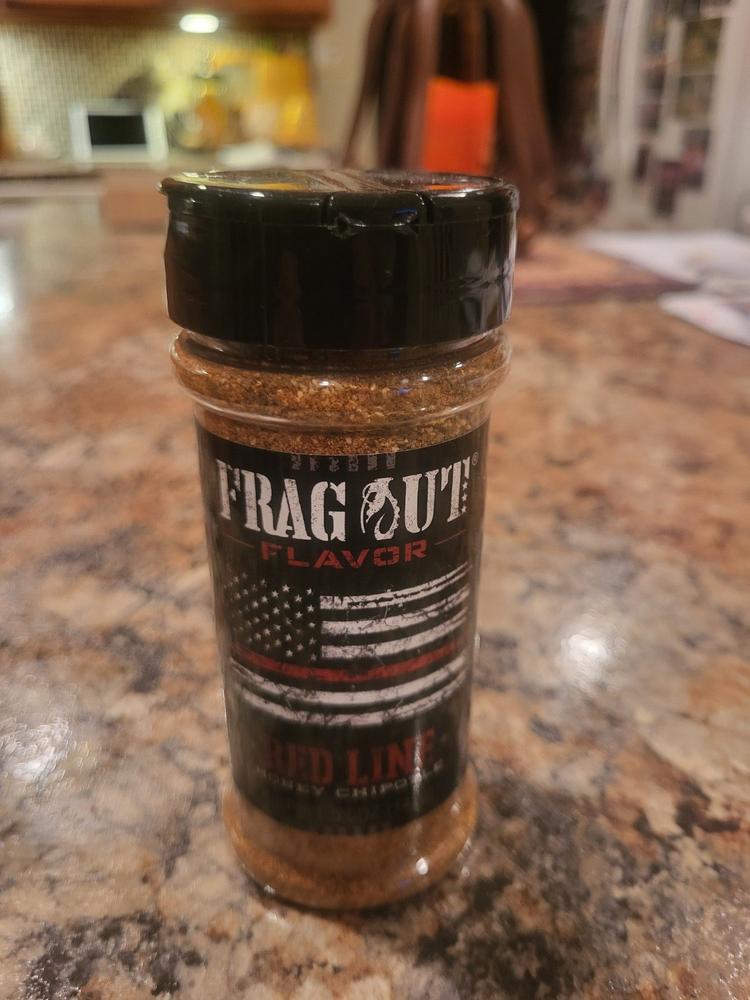 FRAG OUT®
FLAVOR
RED LINE
HONEY CHIPOTLE